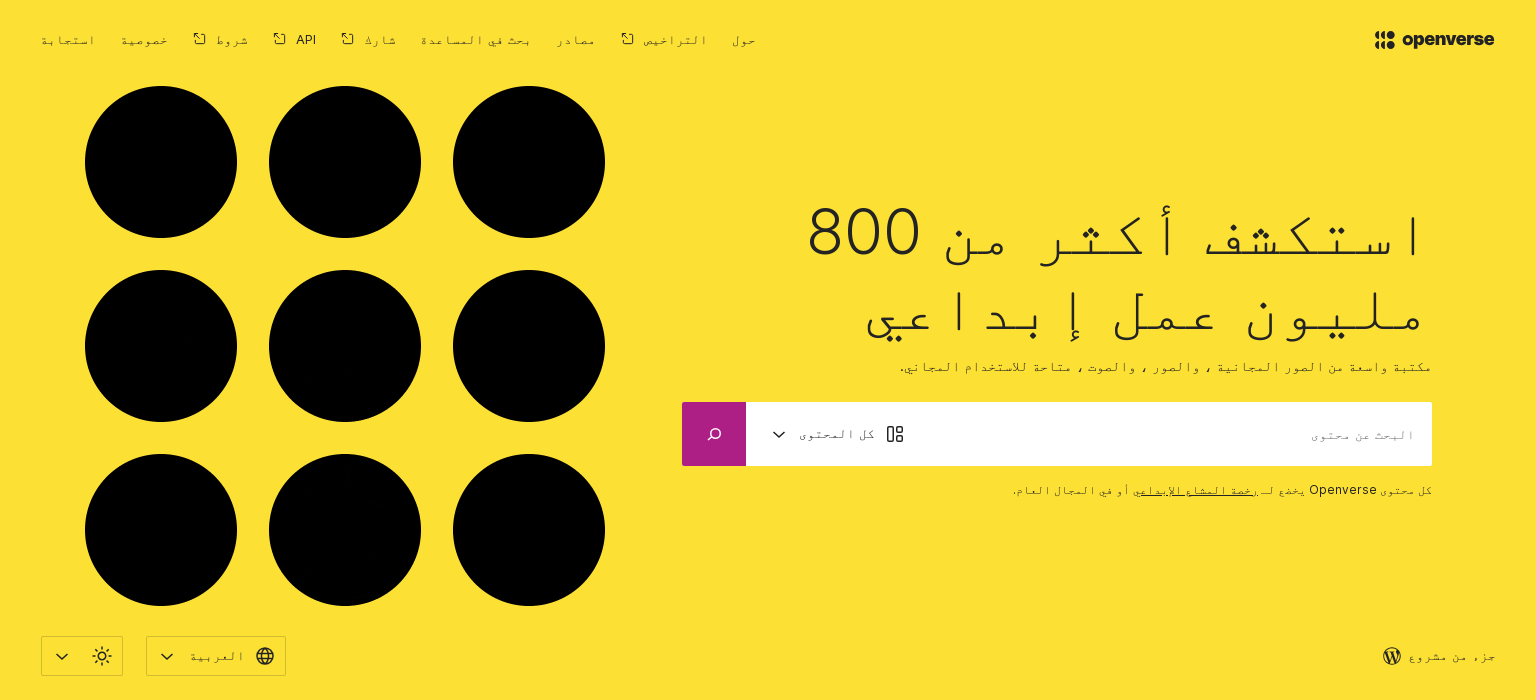 openverse
حول
التراخيص
مصادر
بحث في المساعدة
شارك
API
شروط
خصوصية
استجابة
استكشف أكثر من 800
مليون عمل إبداعي
مكتبة واسعة من الصور المجانية ، والصور ، والصوت ، متاحة للاستخدام المجاني.
البحث عن محتوى
كل المحتوى
كل محتوى Openverse يخضع لـ رخصة المشاع الإبداعي أو في المجال العام.
جزء من مشروع
العربية